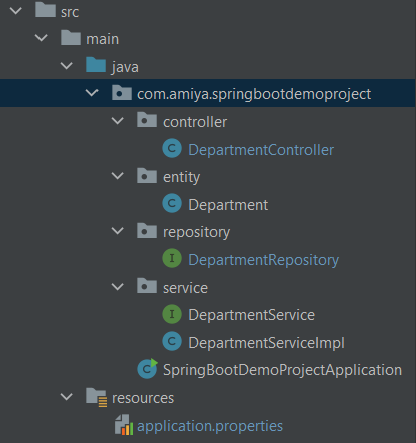 src
main
java
com.amiya.springbootdemoproject
controller
DepartmentController
entity
Department
repository
DepartmentRepository
service
DepartmentService
DepartmentServiceImpl
SpringBootDemoProjectApplication
resources
application.properties